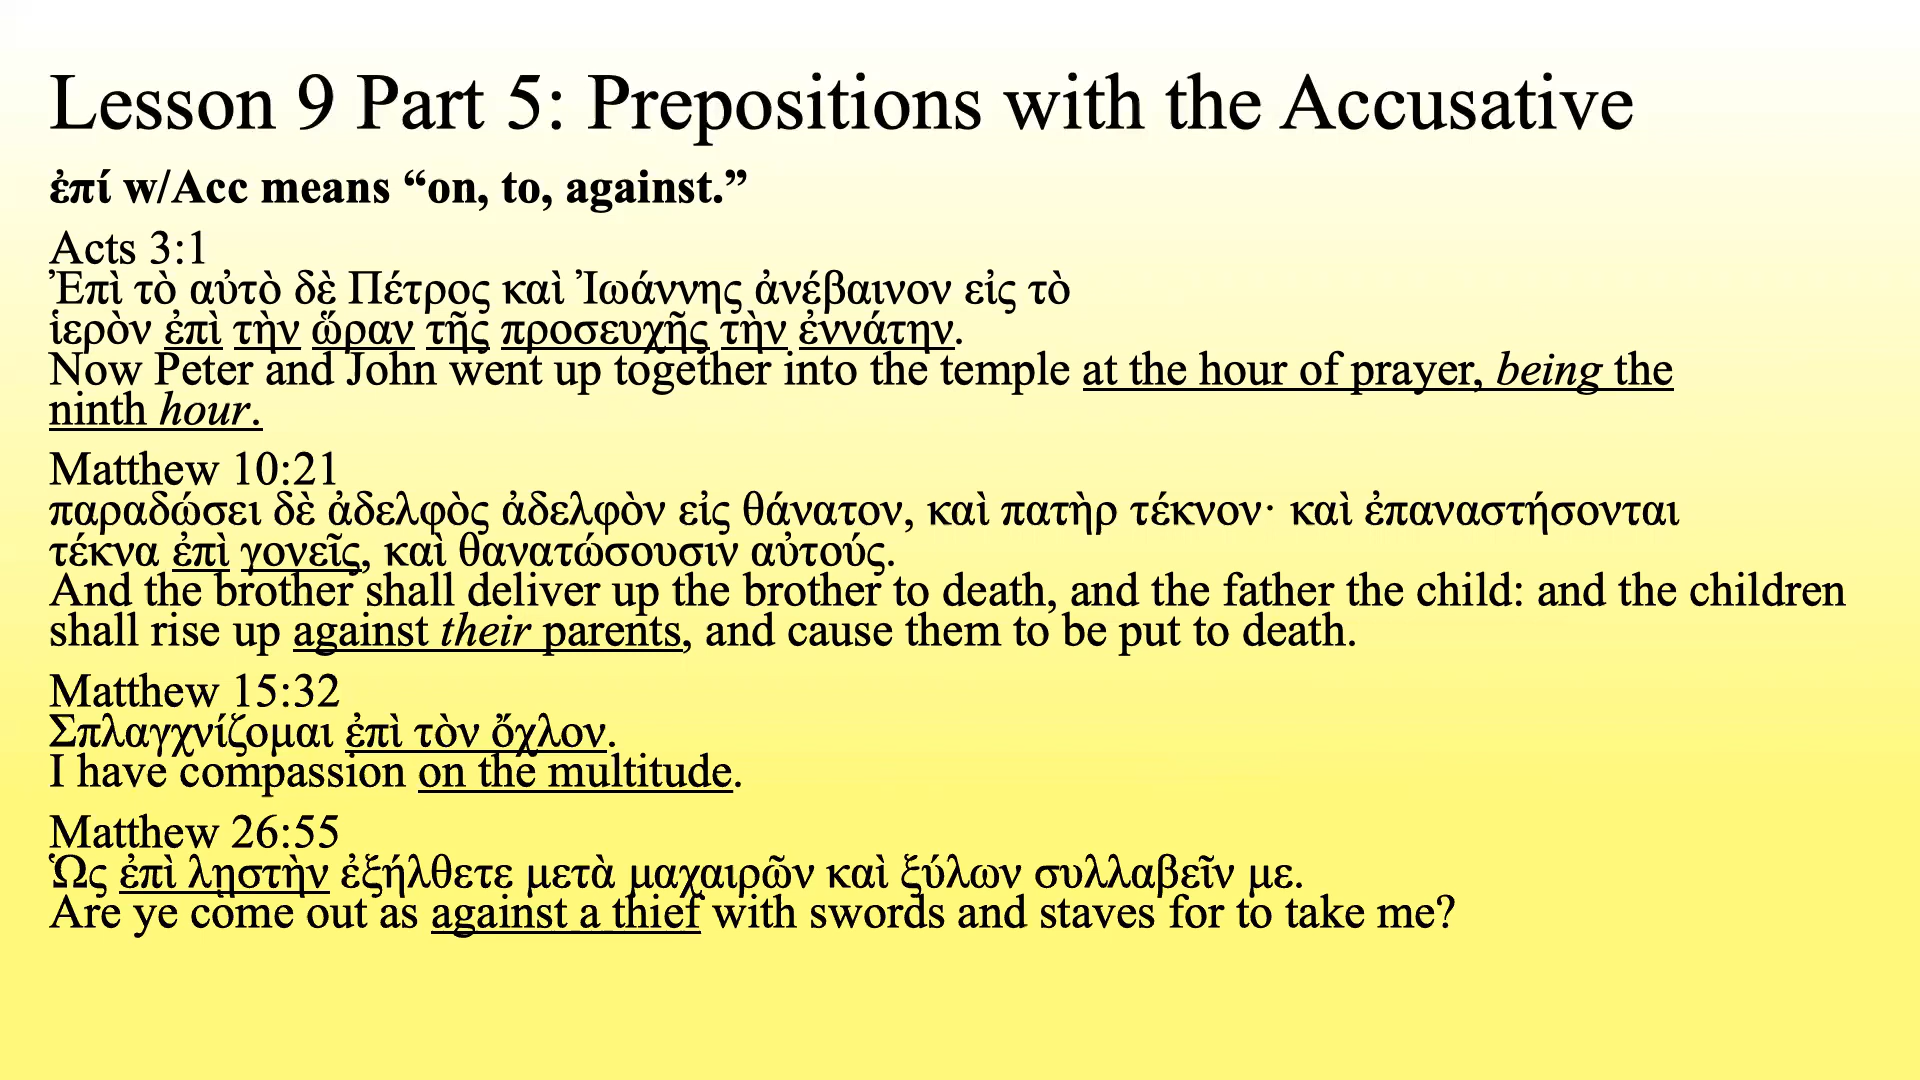 Lesson 9 Part 5: Prepositions with the Accusative
ἐπί w/Acc means “on, to, against.”
Acts 3:1
Ἐπὶ τὸ αὐτὸ δὲ Πέτρος καὶ Ἰωάννης ἀνέβαινον εἰς τὸ
ἱερὸν ἐπὶ τὴν ὥραν τῆς προσευχῆς τὴν ἐννάτην.
Now Peter and John went up together into the temple at the hour of prayer, being the
ninth hour.
Matthew 10:21
παραδώσει δὲ ἀδελφὸς ἀδελφὸν εἰς θάνατον, καὶ πατὴρ τέκνον· καὶ ἐπαναστήσονται
τέκνα ἐπὶ γονεῖς, καὶ θανατώσουσιν αὐτούς.
And the brother shall deliver up the brother to death, and the father the child: and the children
shall rise up against their parents, and cause them to be put to death.
Matthew 15:32
Σπλαγχνίζομαι ἐπὶ τὸν ὄχλον.
I have compassion on the multitude.
Matthew 26:55
Ὡς ἐπὶ λῃστὴν ἐξήλθετε μετὰ μαχαιρῶν καὶ ξύλων συλλαβεῖν με.
Are ye come out as against a thief with swords and staves for to take me?